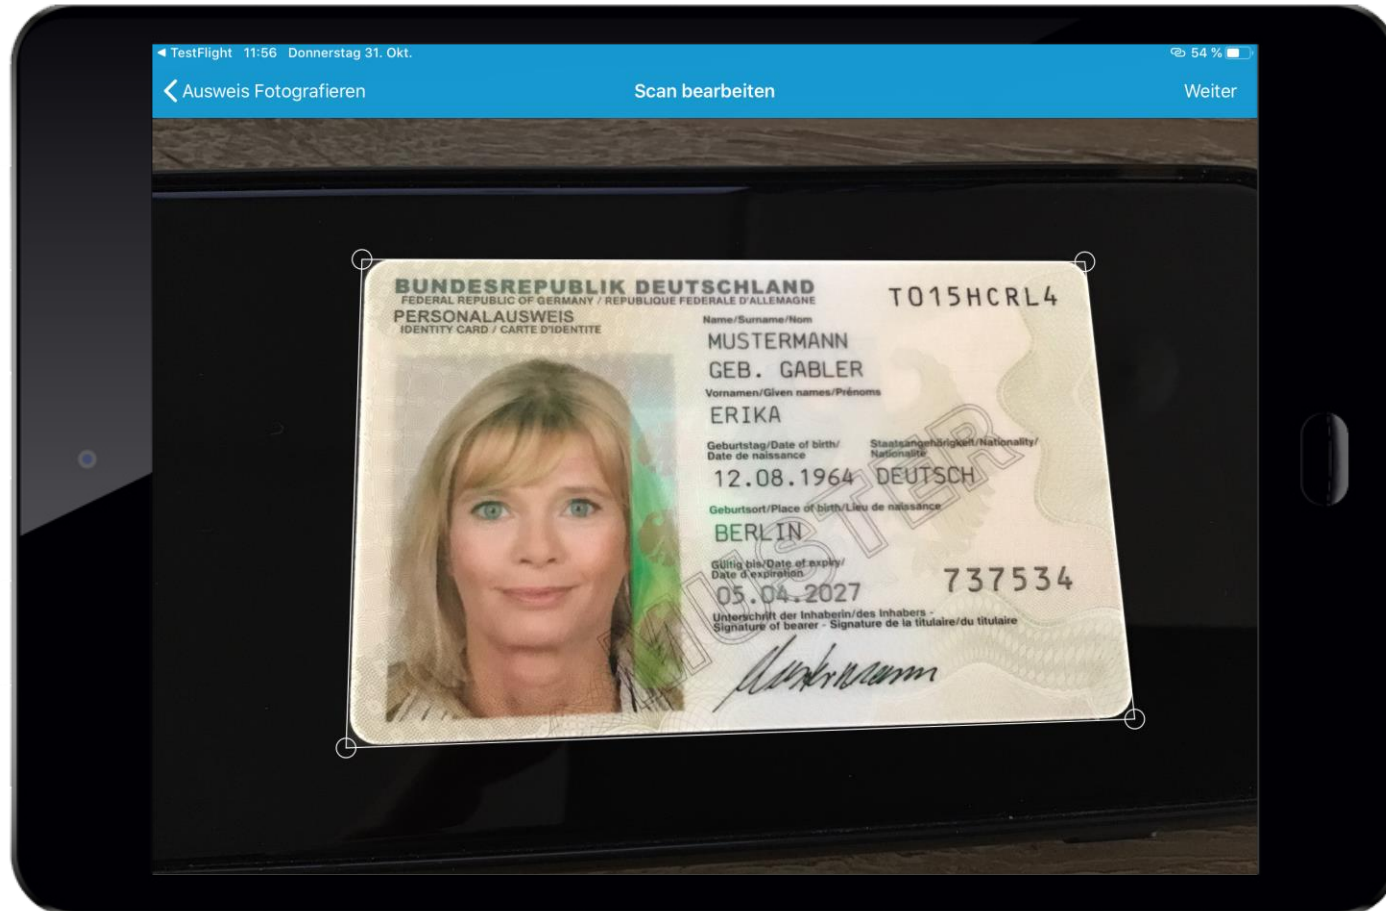 TestFlight 11:56 Donnerstag 31. Okt. 54 %
Ausweis Fotografieren Scan bearbeiten Weiter
BUNDESREPUBLIK DEUTSCHLAND
FEDERAL REPUBLIC OF GERMANY / REPUBLIQUE FEDERALE D'ALLEMAGNE
PERSONALAUSWEIS
IDENTITY CARD / CARTE D'IDENTITE
T015HCRL4
Name/Surname/Nom
MUSTERMANN
GEB. GABLER
Vornamen/Given names/Prénoms
ERIKA
Geburtstag/Date of birth/ Staatsangehörigkeit/Nationality/
Date de naissance Nationalité
12.08.1964 DEUTSCH
Geburtsort/Place of birth/Lieu de naissance
BERLIN
Gültig bis/Date of expiry/
Date d'expiration
05.04.2027 737534
Unterschrift der Inhaberin/des Inhabers -
Signature of bearer - Signature de la titulaire/du titulaire
Mustermann
MUSTER